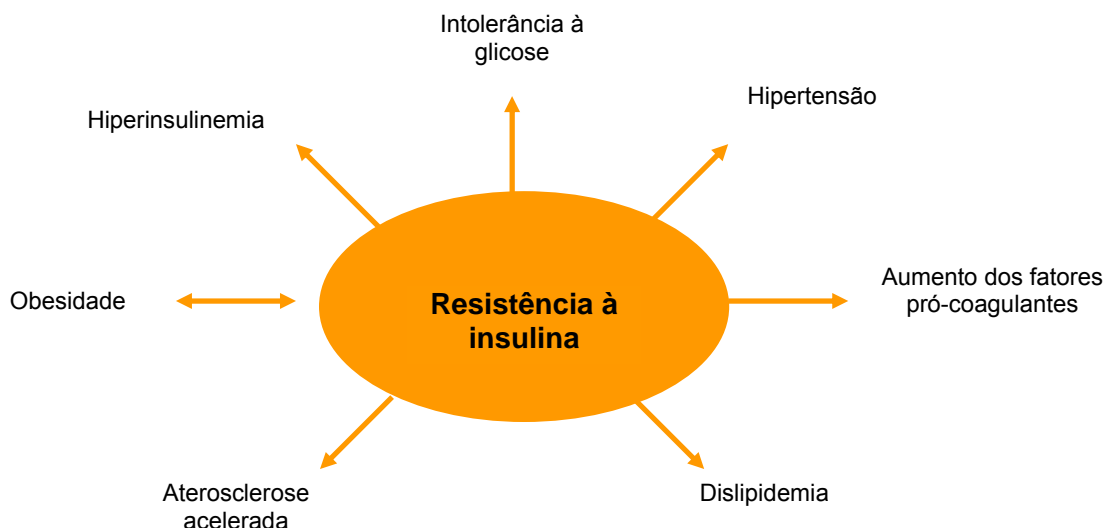 Intolerância à
glicose
Hipertensão
Hiperinsulinemia
Aumento dos fatores
pró-coagulantes
Obesidade
Resistência à
insulina
Aterosclerose
acelerada
Dislipidemia